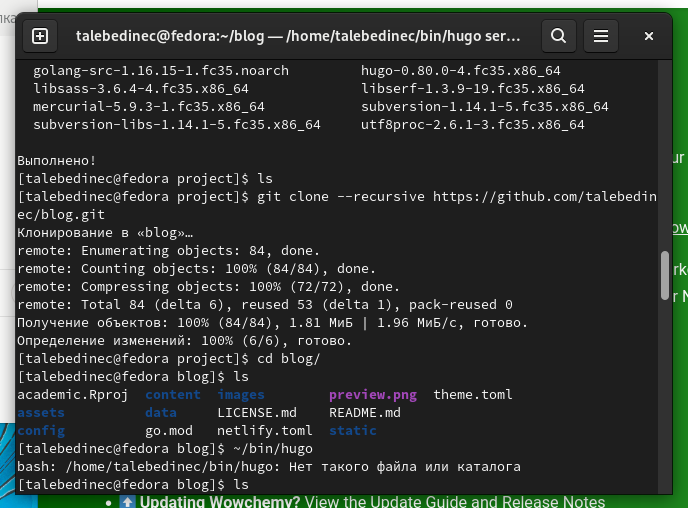 лка
talebedinec@fedora:~/blog — /home/talebedinec/bin/hugo ser...
golang-src-1.16.15-1.fc35.noarch hugo-0.80.0-4.fc35.x86_64
libsass-3.6.4-4.fc35.x86_64 libserf-1.3.9-19.fc35.x86_64
mercurial-5.9.3-1.fc35.x86_64 subversion-1.14.1-5.fc35.x86_64
subversion-libs-1.14.1-5.fc35.x86_64 utf8proc-2.6.1-3.fc35.x86_64
Выполнено!
[talebedinec@fedora project]$ ls
[talebedinec@fedora project]$ git clone --recursive https://github.com/talebedin
ec/blog.git
Клонирование в «blog»…
remote: Enumerating objects: 84, done.
remote: Counting objects: 100% (84/84), done.
remote: Compressing objects: 100% (72/72), done.
remote: Total 84 (delta 6), reused 53 (delta 1), pack-reused 0
Получение объектов: 100% (84/84), 1.81 МиБ | 1.96 МиБ/с, готово.
Определение изменений: 100% (6/6), готово.
[talebedinec@fedora project]$ cd blog/
[talebedinec@fedora blog]$ ls
academic.Rproj content images preview.png theme.toml
assets data LICENSE.md README.md
config go.mod netlify.toml static
[talebedinec@fedora blog]$ ~/bin/hugo
bash: /home/talebedinec/bin/hugo: Нет такого файла или каталога
[talebedinec@fedora blog]$ ls
Updating Wowchemy? View the Update Guide and Release Notes